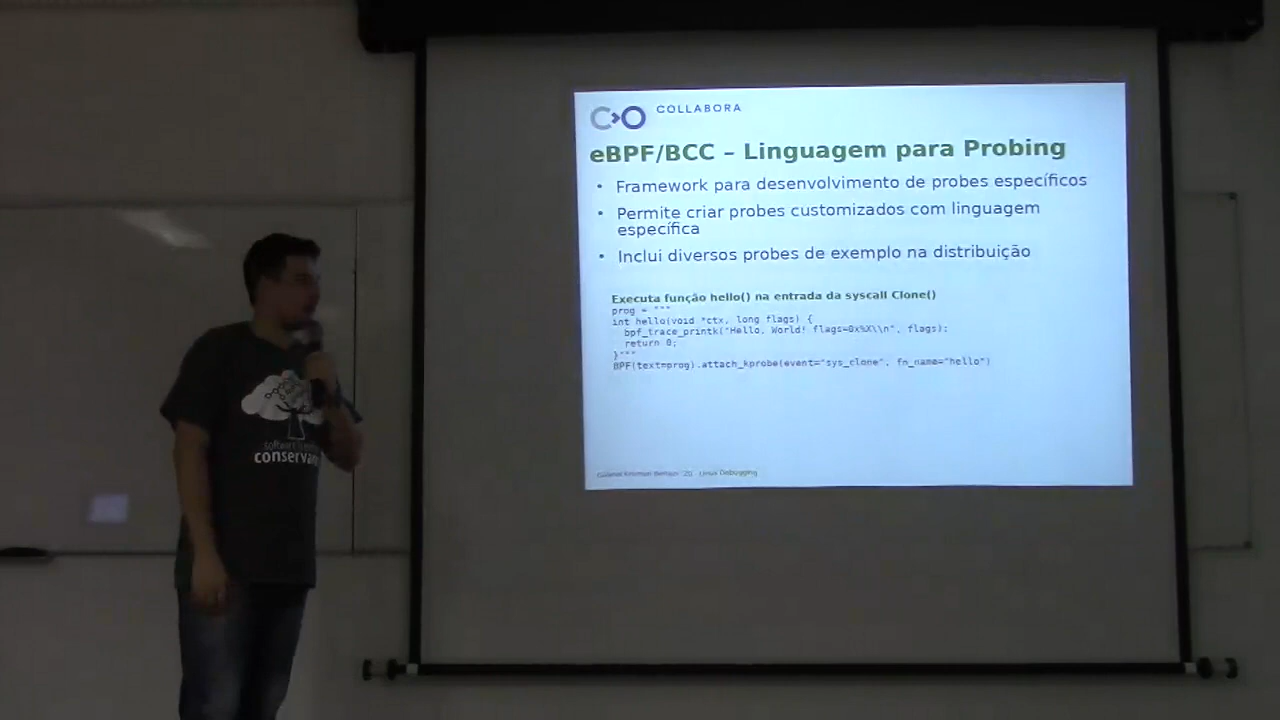 COLLABORA
eBPF/BCC – Linguagem para Probing
• Framework para desenvolvimento de probes específicos
• Permite criar probes customizados com linguagem
específica
• Inclui diversos probes de exemplo na distribuição
Executa função hello() na entrada da syscall Clone()
prog = """
int hello(void *ctx, long flags) {
bpf_trace_printk("Hello, World! flags=0x%X\\n", flags);
return 0;
}"""
BPF(text=prog).attach_kprobe(event="sys_clone", fn_name="hello")
Linux Debugging
software
conserva